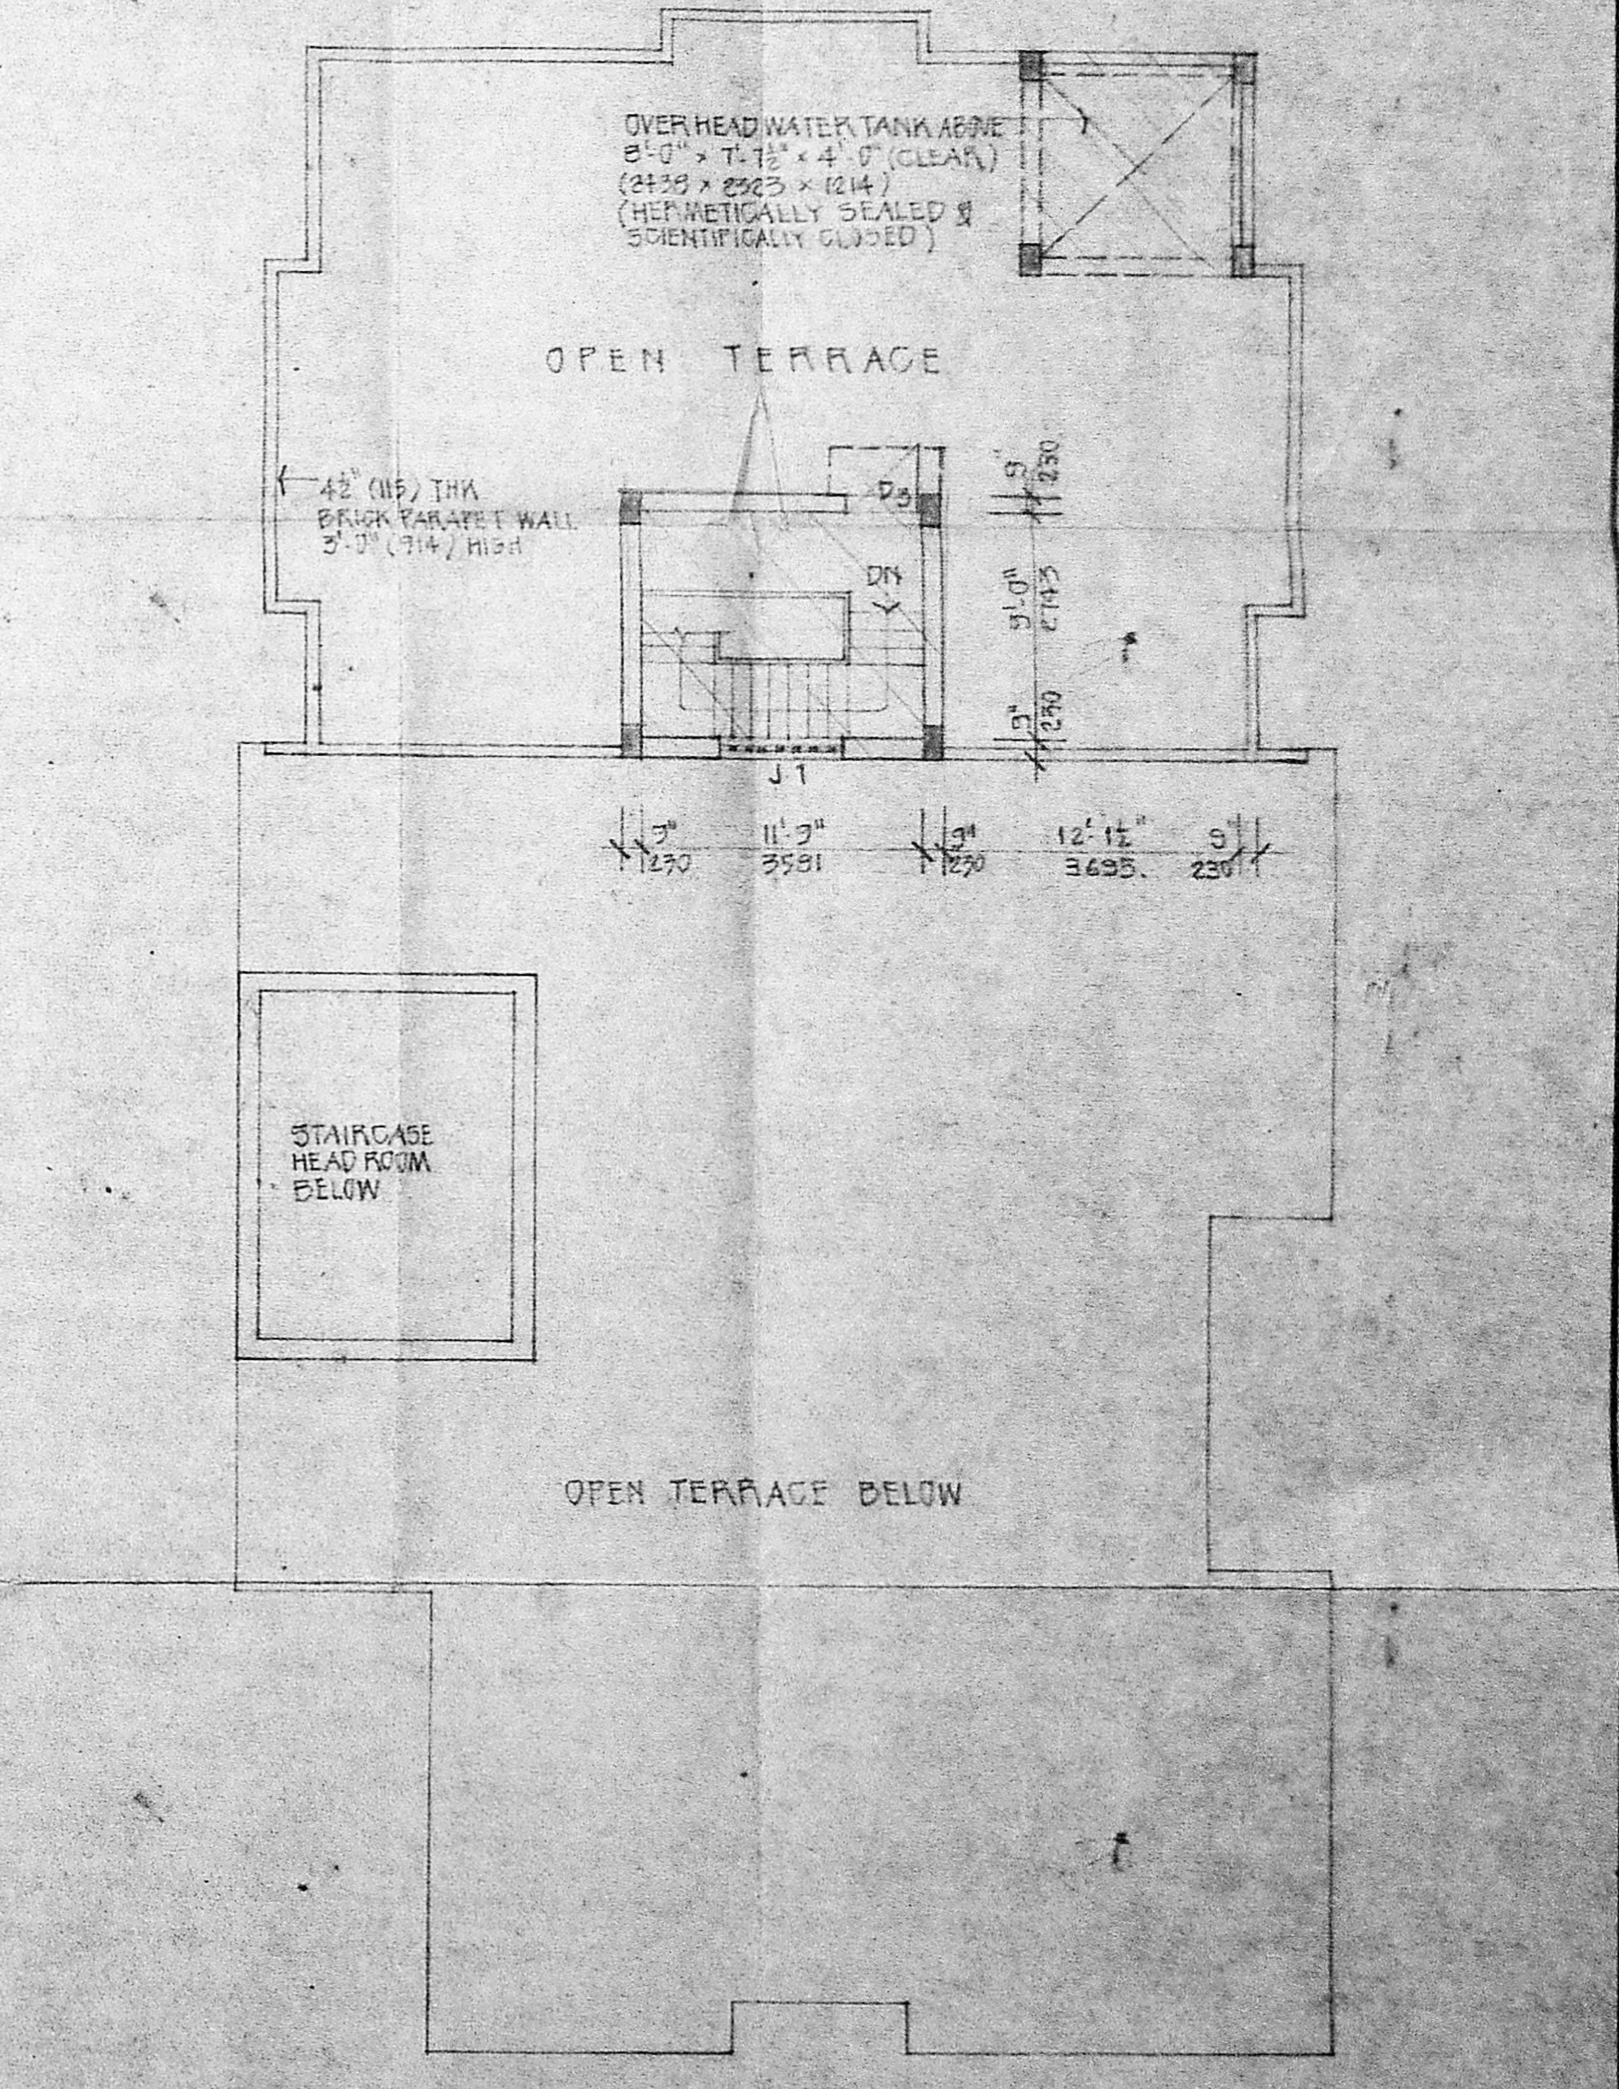 OVERHEAD WATER TANK ABOVE
8'-0" x 7'-7½" x 4'-0" (CLEAR)
(2438 x 2323 x 1214)
(HERMETICALLY SEALED &
SCIENTIFICALLY CLOSED)
OPEN TERRACE
4½" (115) THK
BRICK PARAPET WALL
3'-0" (914) HIGH
D3
DN
9"
230
9'-0"
2743
9"
230
J1
9" 11'-9" 9" 12'-1½" 9"
230 3581 230 3695. 230
STAIRCASE
HEAD ROOM
BELOW
OPEN TERRACE BELOW